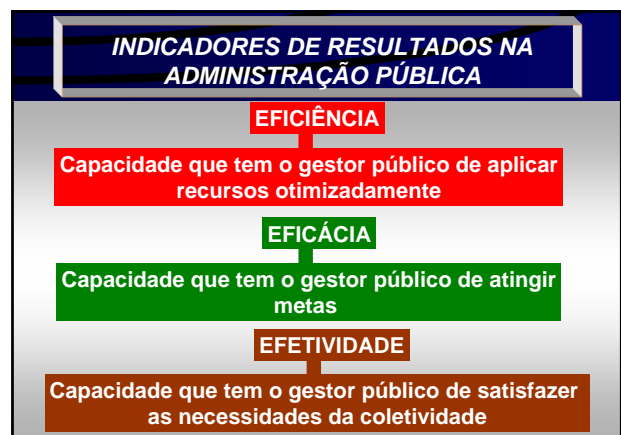 INDICADORES DE RESULTADOS NA
ADMINISTRAÇÃO PÚBLICA
EFICIÊNCIA
Capacidade que tem o gestor público de aplicar
recursos otimizadamente
EFICÁCIA
Capacidade que tem o gestor público de atingir
metas
EFETIVIDADE
Capacidade que tem o gestor público de satisfazer
as necessidades da coletividade